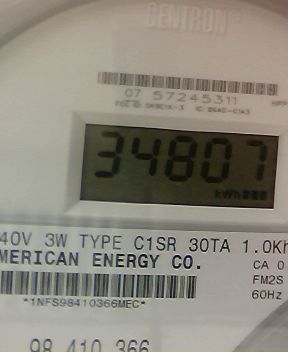 CENTRON
07 57245311
34807
kWh
40V 3W TYPE C1SR 30TA 1.0Kh
MERICAN ENERGY CO.
CA 0
FM2S
*1NFS98410366MEC*
60Hz
98 410 366